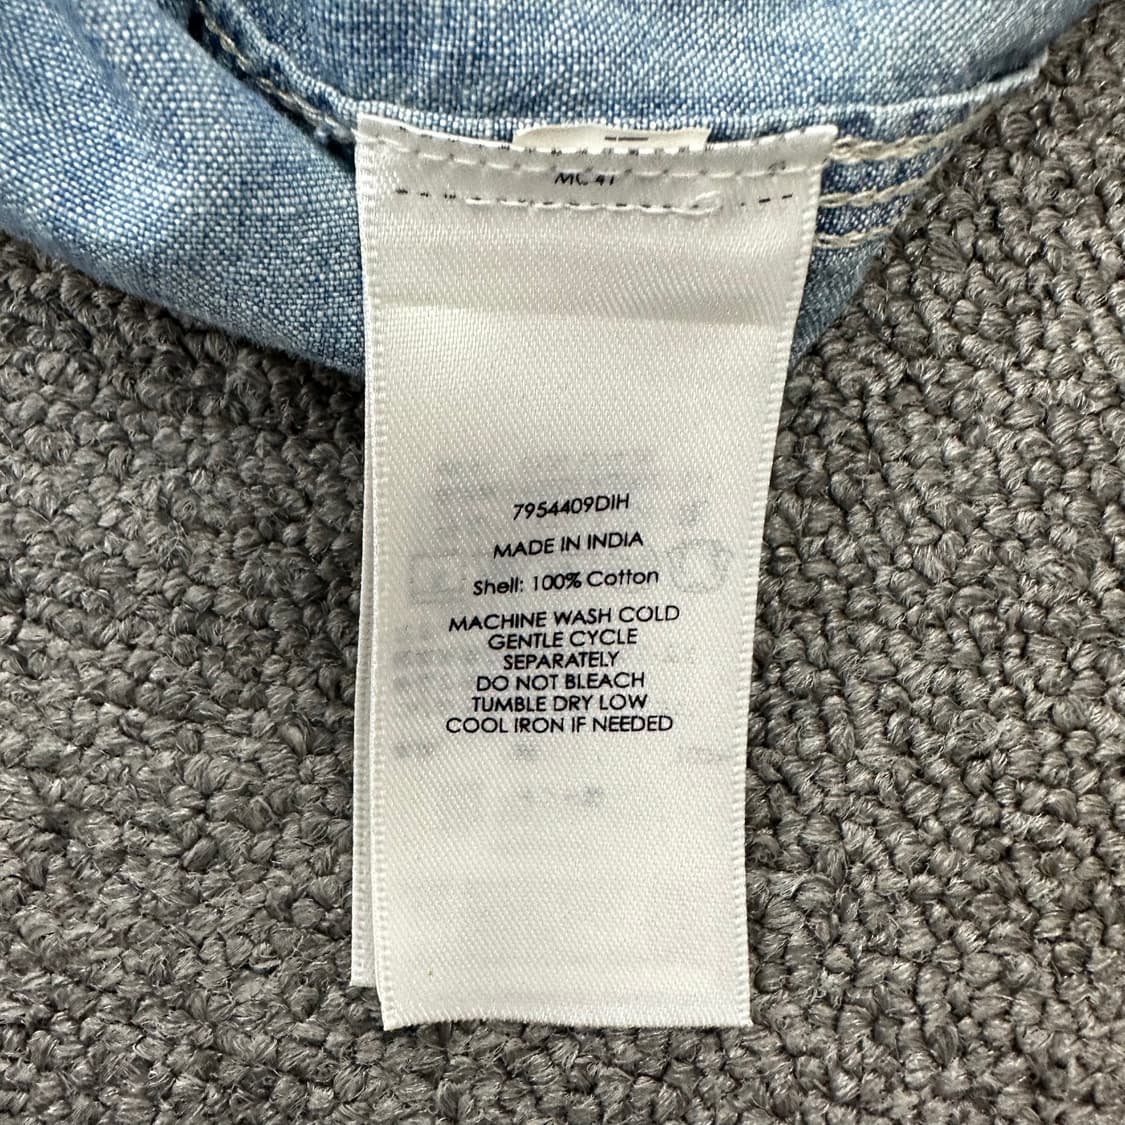 7954409DIH
MADE IN INDIA
Shell: 100% Cotton
MACHINE WASH COLD
GENTLE CYCLE
SEPARATELY
DO NOT BLEACH
TUMBLE DRY LOW
COOL IRON IF NEEDED